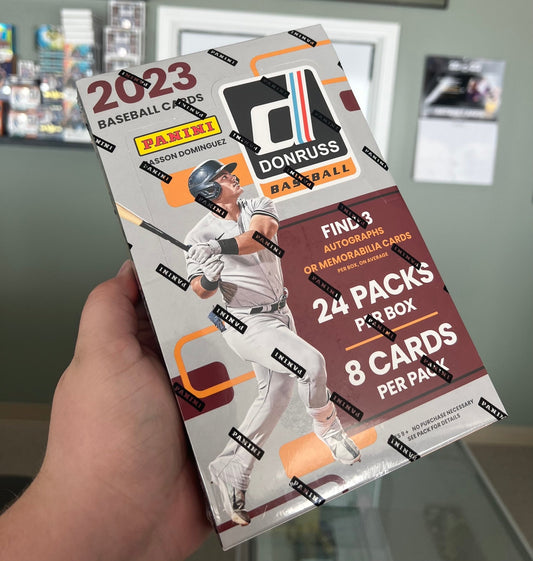 2023
BASEBALL CARDS
PANINI
JASSON DOMINGUEZ
d
DONRUSS
BASEBALL
FIND 3
AUTOGRAPHS
OR MEMORABILIA CARDS
PER BOX, ON AVERAGE
24 PACKS
PER BOX
8 CARDS
PER PACK
NO PURCHASE NECESSARY
SEE PACK FOR DETAILS